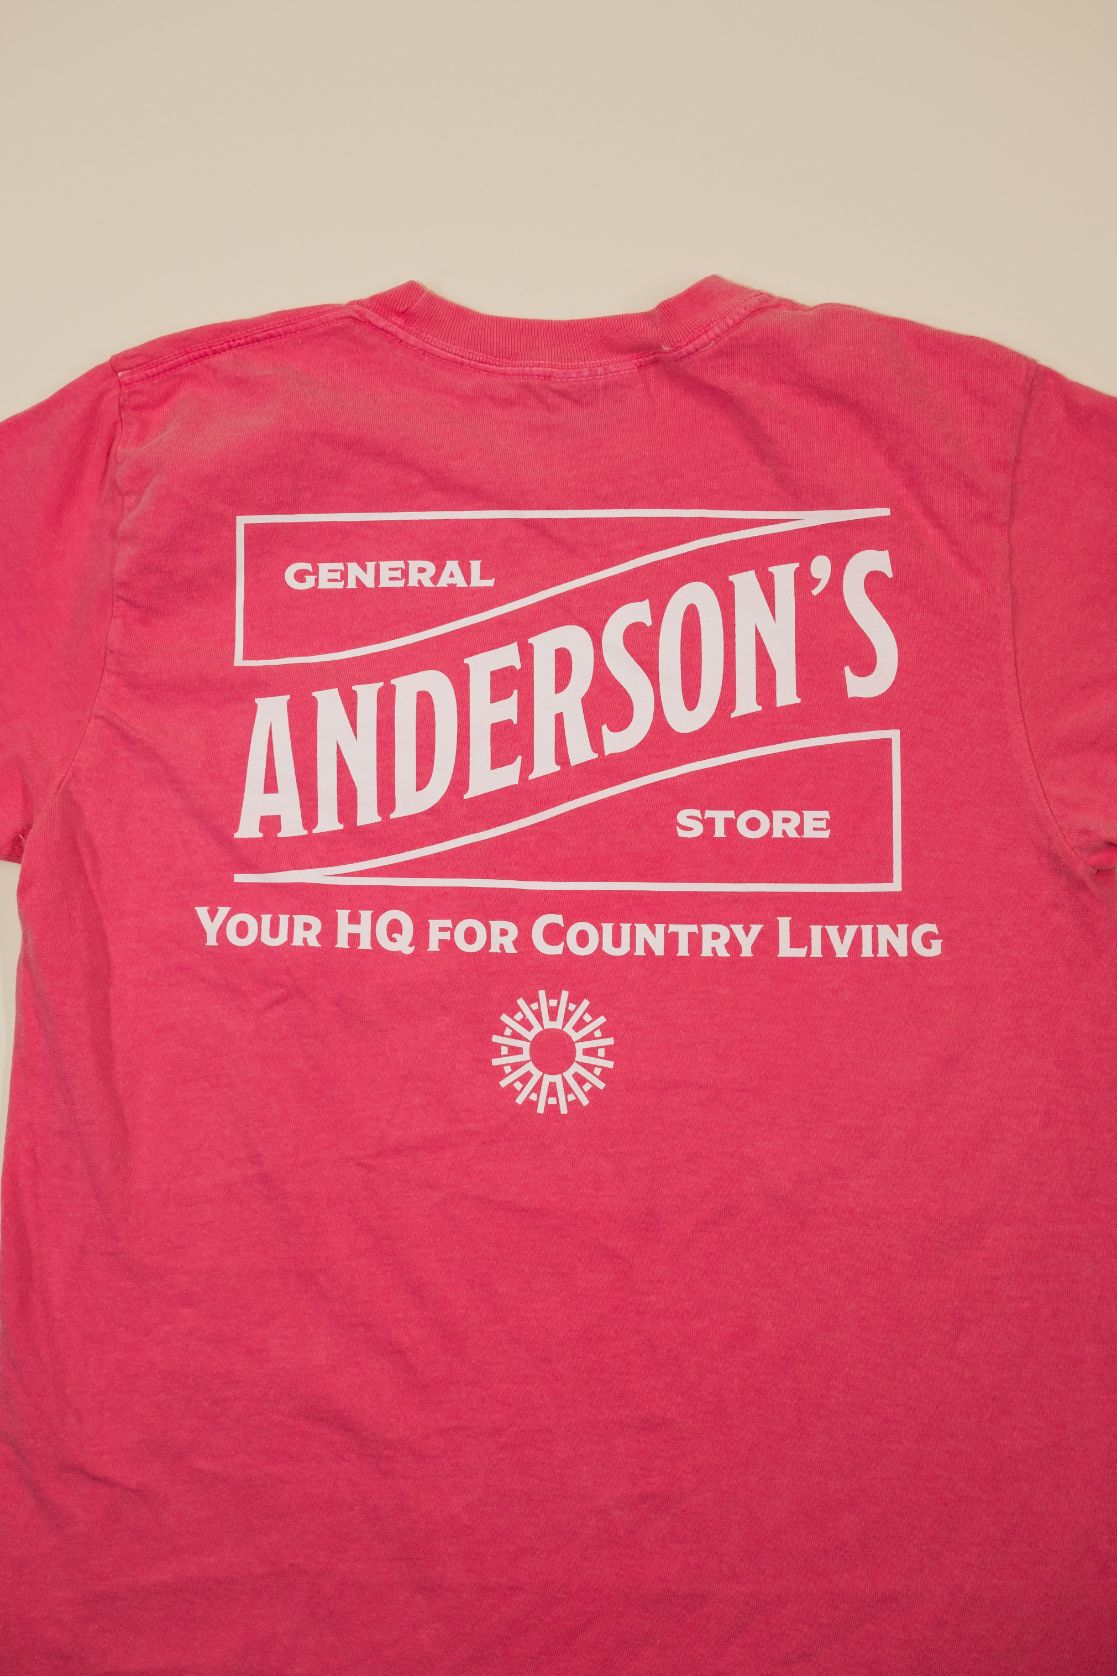 GENERAL
ANDERSON'S
STORE
YOUR HQ FOR COUNTRY LIVING